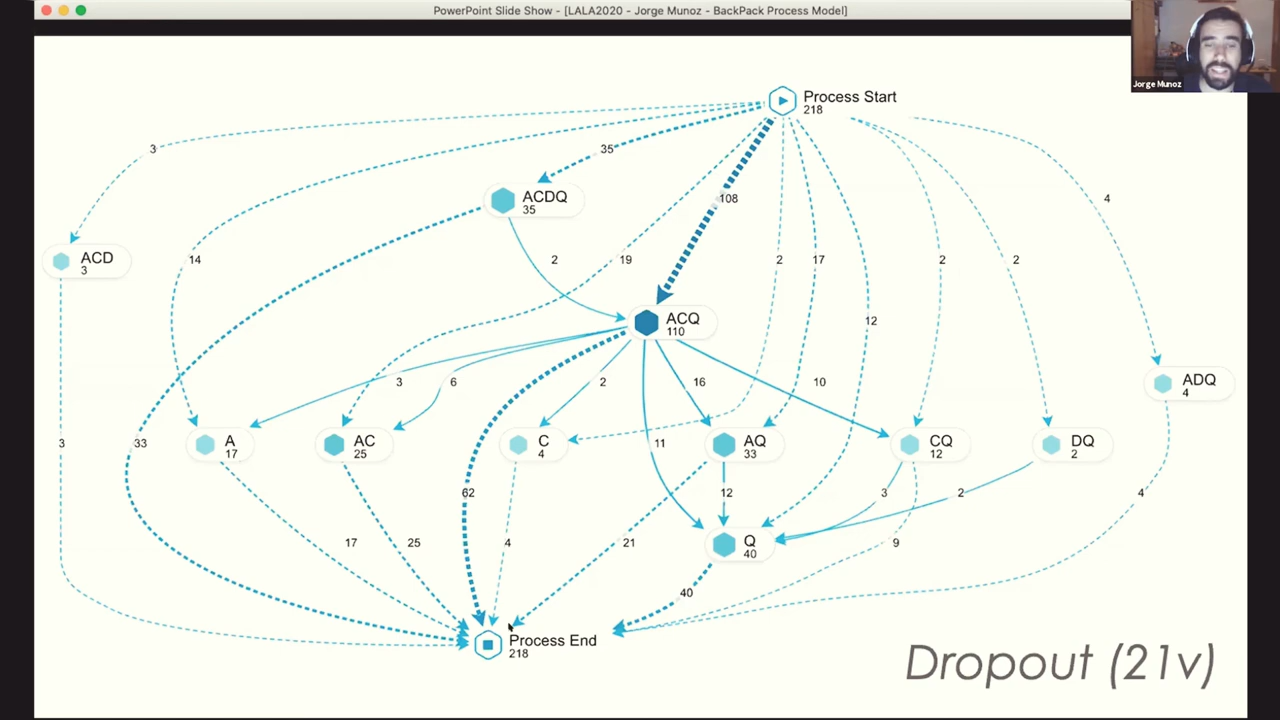 PowerPoint Slide Show - [LALA2020 - Jorge Munoz - BackPack Process Model]
Jorge Munoz
Process Start
218
3
35
ACDQ
35
108
4
ACD
3
14
2
19
2
17
2
2
ACQ
110
12
3
6
2
16
10
ADQ
4
3
33
A
17
AC
25
C
4
11
AQ
33
CQ
12
DQ
2
62
12
3
2
4
17
25
4
21
Q
40
9
40
Process End
218
Dropout (21v)